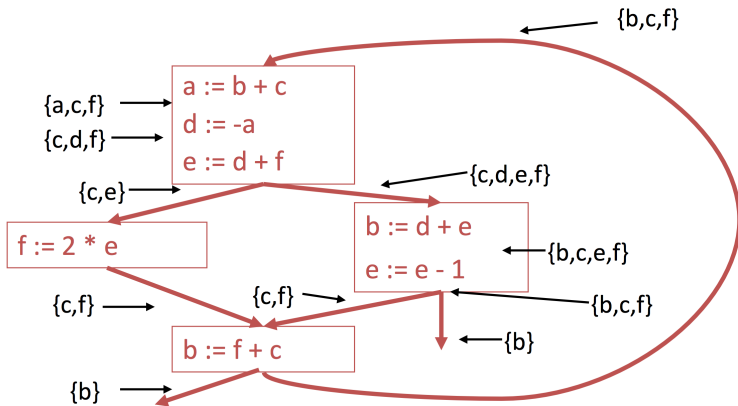 {b,c,f}
a := b + c
{a,c,f}
d := -a
{c,d,f}
e := d + f
{c,e}
{c,d,e,f}
f := 2 * e
b := d + e
{b,c,e,f}
e := e - 1
{c,f}
{c,f}
{b,c,f}
b := f + c
{b}
{b}